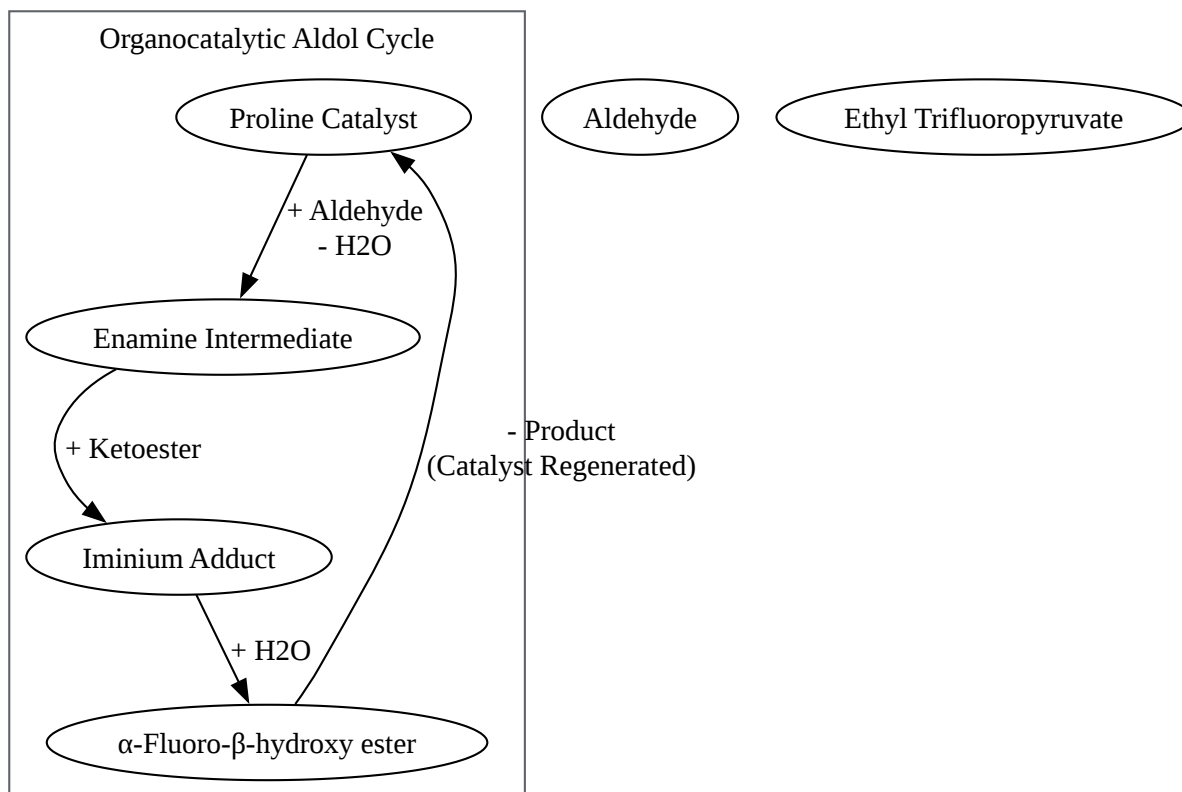 Organocatalytic Aldol Cycle
Proline Catalyst
Aldehyde
Ethyl Trifluoropyruvate
+ Aldehyde
- H2O
Enamine Intermediate
- Product
(Catalyst Regenerated)
+ Ketoester
Iminium Adduct
+ H2O
α-Fluoro-β-hydroxy ester